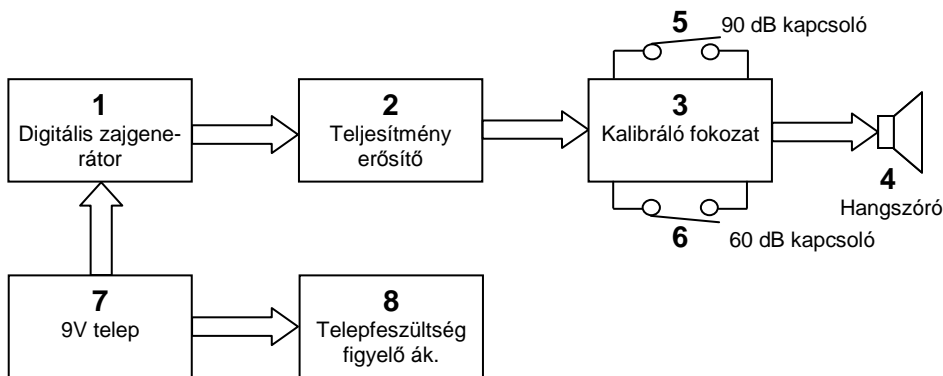 5
90 dB kapcsoló
1
Digitális zajgene-
rátor
2
Teljesítmény
erősítő
3
Kalibráló fokozat
4
Hangszóró
6
60 dB kapcsoló
7
9V telep
8
Telepfeszültség
figyelő ák.